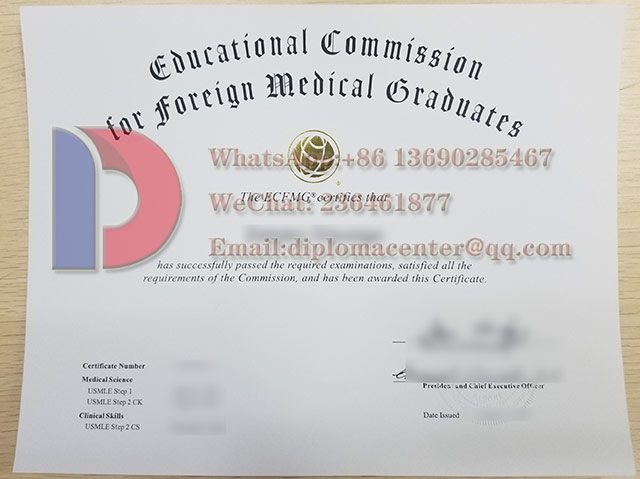 Educational Commission
for Foreign Medical Graduates
WhatsApp:+86 13690285467
The ECFMG® certifies that
WeChat: 236461877
Email:diplomacenter@qq.com
has successfully passed the required examinations, satisfied all the
requirements of the Commission, and has been awarded this Certificate.
Certificate Number
Medical Science
USMLE Step 1
USMLE Step 2 CK
Clinical Skills
USMLE Step 2 CS
President and Chief Executive Officer
Date Issued